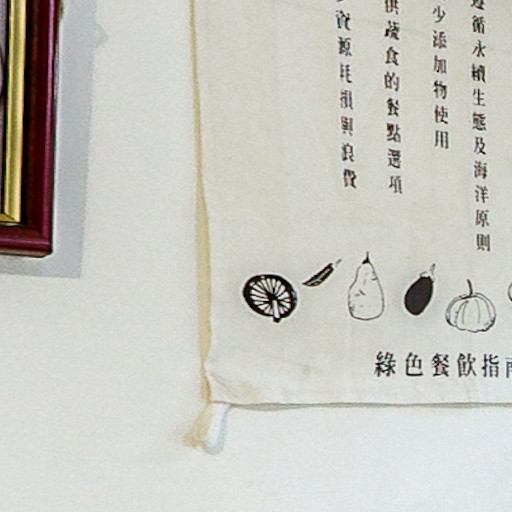 遵循永續生態及海洋原則
少添加物使用
供蔬食的餐點選項
資源耗損與浪費
綠色餐飲指南